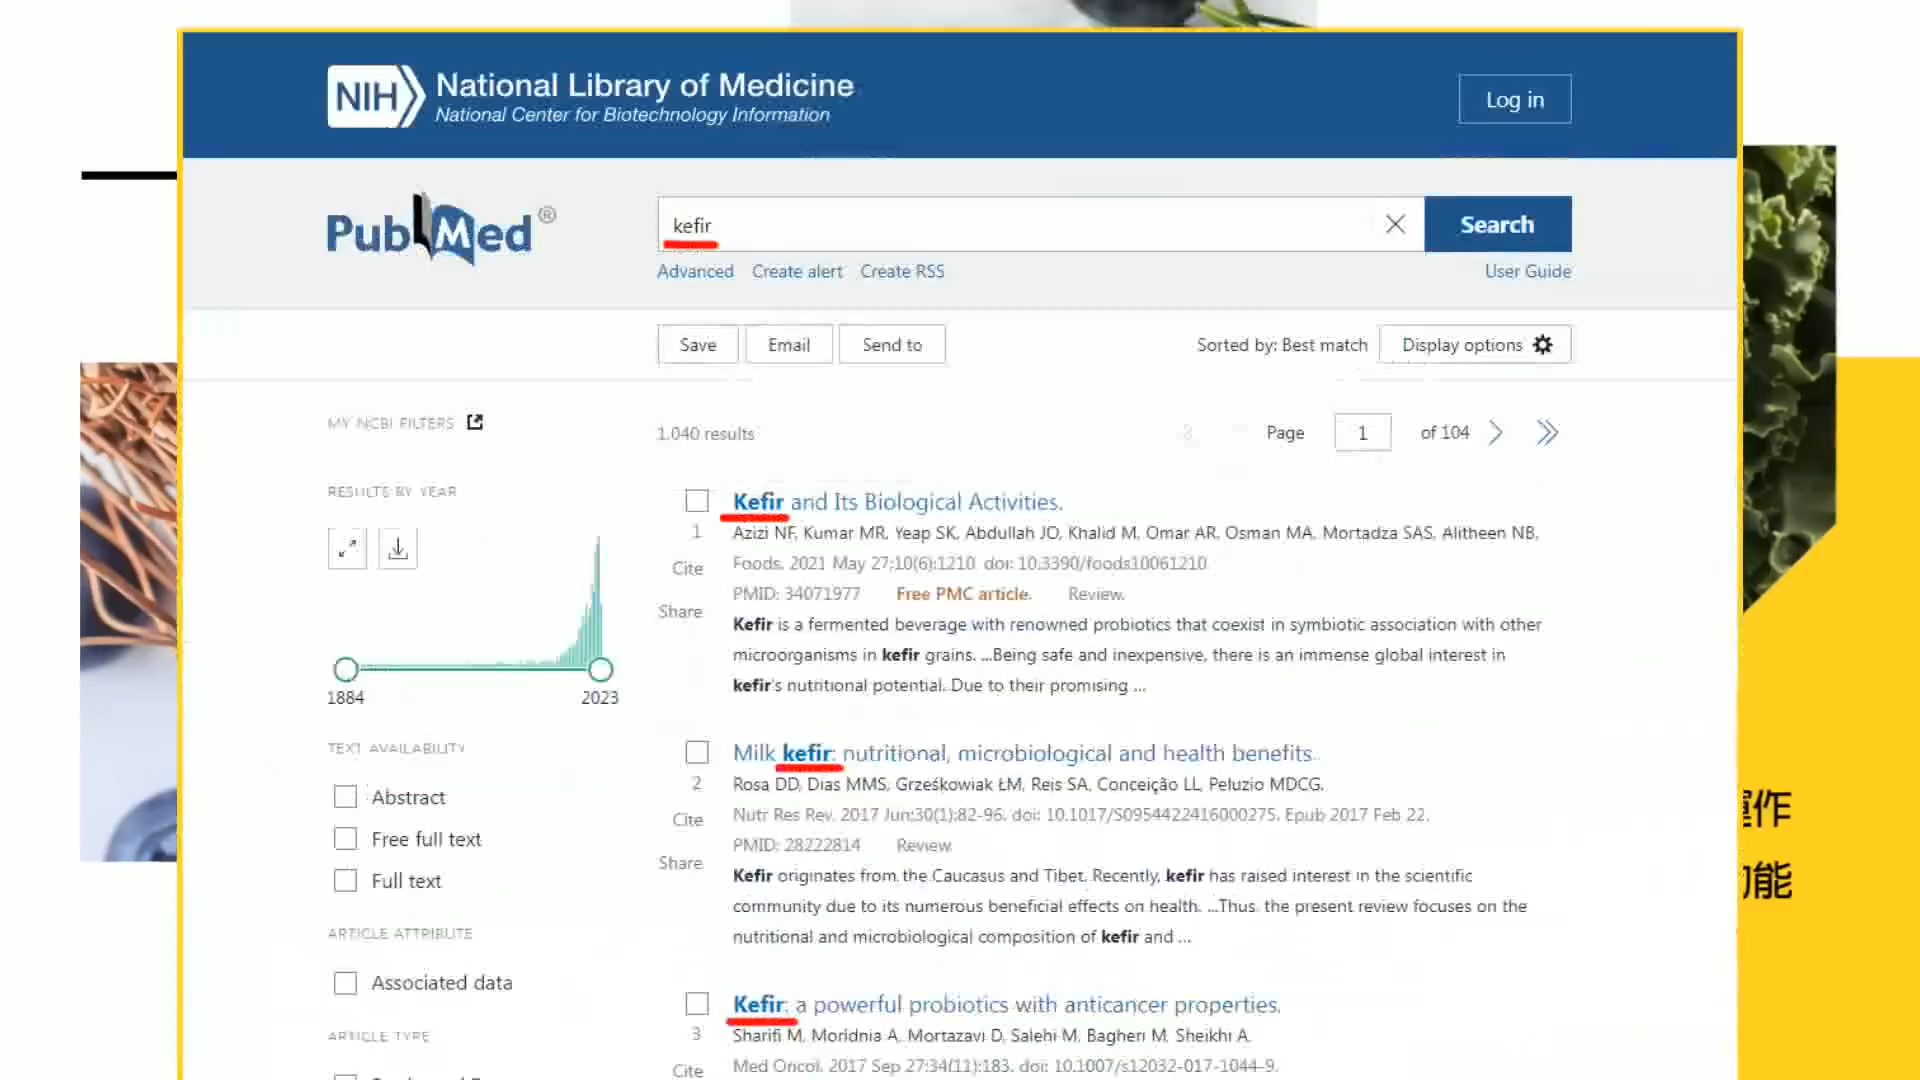 NIH National Library of Medicine
National Center for Biotechnology Information
Log in
PubMed®
kefir
Search
Advanced Create alert Create RSS
User Guide
Save Email Send to
Sorted by: Best match Display options
MY NCBI FILTERS
1,040 results
Page 1 of 104
RESULTS BY YEAR
1884 2023
TEXT AVAILABILITY
Abstract
Free full text
Full text
ARTICLE ATTRIBUTE
Associated data
ARTICLE TYPE
Kefir and Its Biological Activities.
1
Azizi NF, Kumar MR, Yeap SK, Abdullah JO, Khalid M, Omar AR, Osman MA, Mortadza SAS, Alitheen NB.
Cite
Foods. 2021 May 27;10(6):1210. doi: 10.3390/foods10061210.
PMID: 34071977 Free PMC article. Review.
Share
Kefir is a fermented beverage with renowned probiotics that coexist in symbiotic association with other
microorganisms in kefir grains. ...Being safe and inexpensive, there is an immense global interest in
kefir's nutritional potential. Due to their promising ...
Milk kefir: nutritional, microbiological and health benefits.
2
Rosa DD, Dias MMS, Grześkowiak ŁM, Reis SA, Conceição LL, Peluzio MDCG.
Cite
Nutr Res Rev. 2017 Jun;30(1):82-96. doi: 10.1017/S0954422416000275. Epub 2017 Feb 22.
PMID: 28222814 Review.
Share
Kefir originates from the Caucasus and Tibet. Recently, kefir has raised interest in the scientific
community due to its numerous beneficial effects on health. ...Thus, the present review focuses on the
nutritional and microbiological composition of kefir and ...
Kefir: a powerful probiotics with anticancer properties.
3
Sharifi M, Moridnia A, Mortazavi D, Salehi M, Bagheri M, Sheikhi A.
Cite
Med Oncol. 2017 Sep 27;34(11):183. doi: 10.1007/s12032-017-1044-9.
作
能